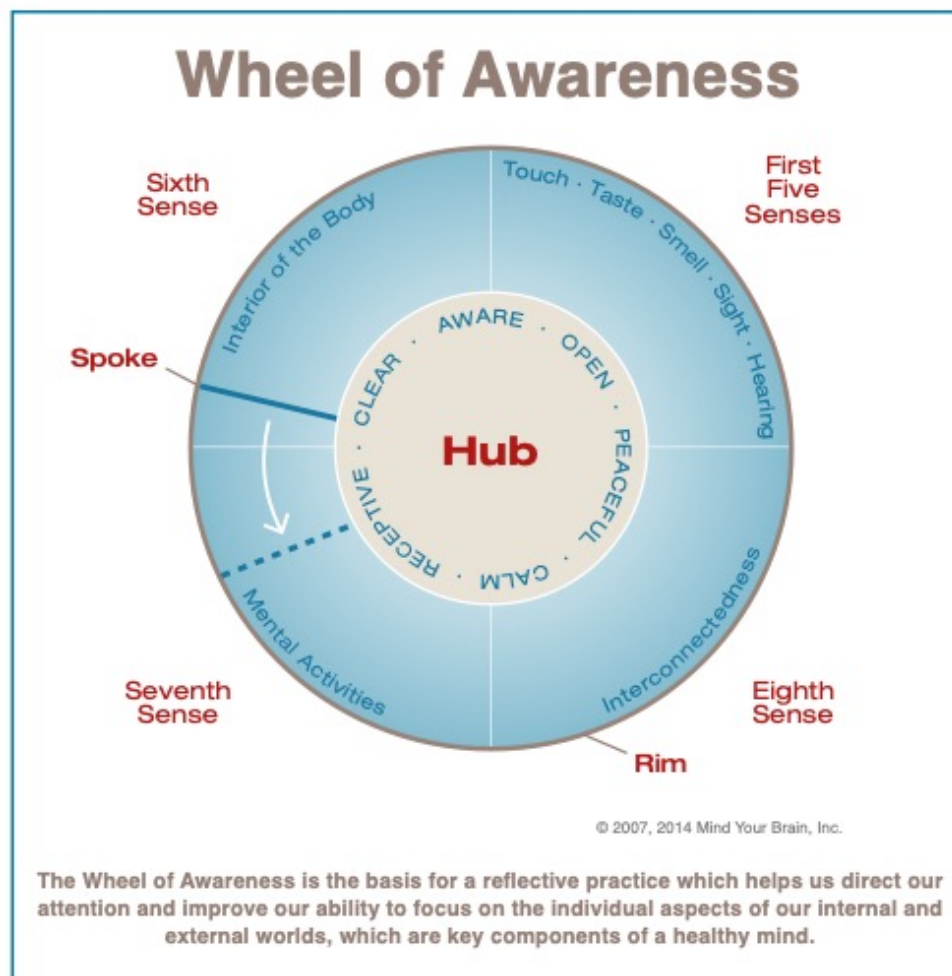 Wheel of Awareness
Sixth
Sense
First
Five
Senses
Interior of the Body
Touch · Taste · Smell · Sight · Hearing
Spoke
CLEAR · AWARE · OPEN · PEACEFUL · CALM · RECEPTIVE ·
Hub
Mental Activities
Interconnectedness
Seventh
Sense
Eighth
Sense
Rim
© 2007, 2014 Mind Your Brain, Inc.
The Wheel of Awareness is the basis for a reflective practice which helps us direct our
attention and improve our ability to focus on the individual aspects of our internal and
external worlds, which are key components of a healthy mind.